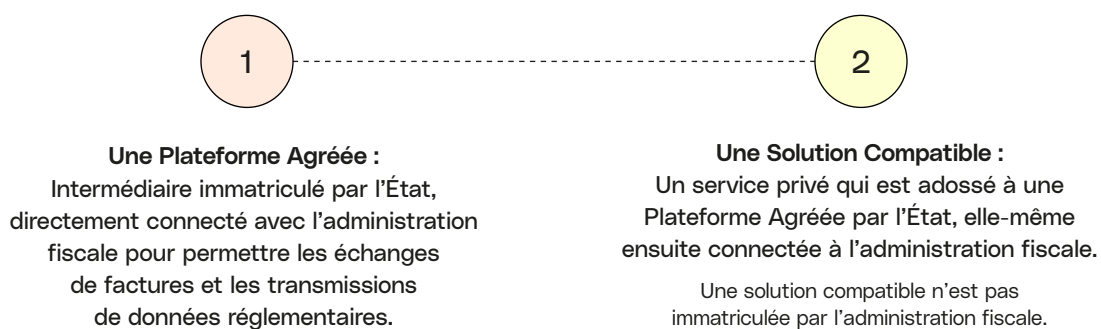 1
Une Plateforme Agréée :
Intermédiaire immatriculé par l’État,
directement connecté avec l’administration
fiscale pour permettre les échanges
de factures et les transmissions
de données réglementaires.
2
Une Solution Compatible :
Un service privé qui est adossé à une
Plateforme Agréée par l’État, elle-même
ensuite connectée à l’administration fiscale.
Une solution compatible n’est pas
immatriculée par l’administration fiscale.